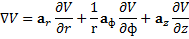 ∇V = a_r ∂V/∂r + 1/r a_ϕ ∂V/∂ϕ + a_z ∂V/∂z